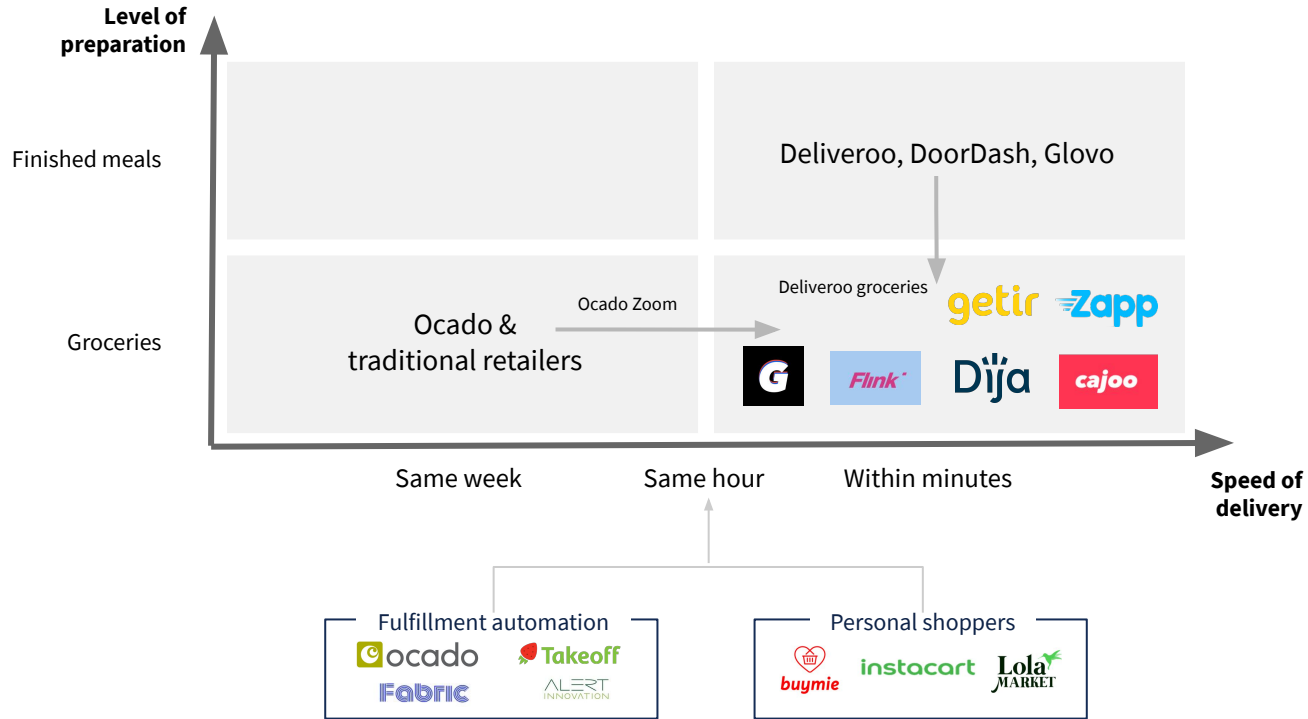 Level of
preparation
Finished meals
Deliveroo, DoorDash, Glovo
Groceries
Ocado &
traditional retailers
Ocado Zoom
Deliveroo groceries
getir
Zapp
G
Flink
Dija
cajoo
Same week
Same hour
Within minutes
Speed of
delivery
Fulfillment automation
ocado
Takeoff
Fabric
ALERT
INNOVATION
Personal shoppers
buymie
instacart
Lola
MARKET